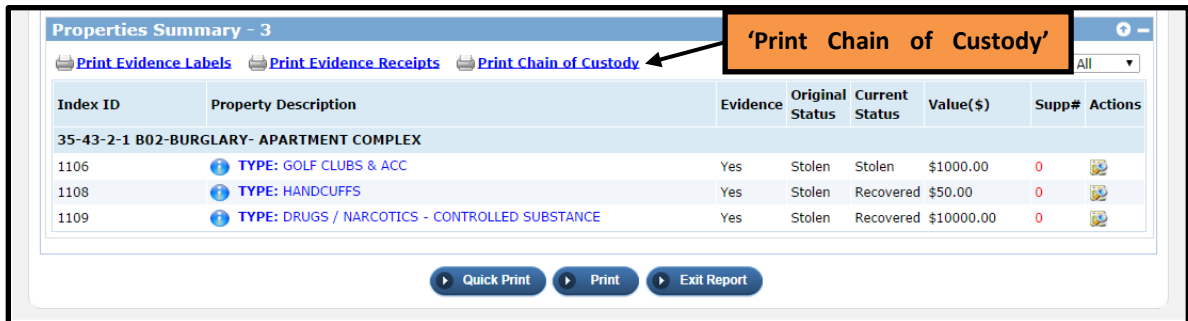 Properties Summary - 3
‘Print Chain of Custody’
Print Evidence Labels Print Evidence Receipts Print Chain of Custody All
Index ID Property Description Evidence Original Status Current Status Value($) Supp# Actions
35-43-2-1 B02-BURGLARY- APARTMENT COMPLEX
1106 TYPE: GOLF CLUBS & ACC Yes Stolen Stolen $1000.00 0
1108 TYPE: HANDCUFFS Yes Stolen Recovered $50.00 0
1109 TYPE: DRUGS / NARCOTICS - CONTROLLED SUBSTANCE Yes Stolen Recovered $10000.00 0
Quick Print Print Exit Report